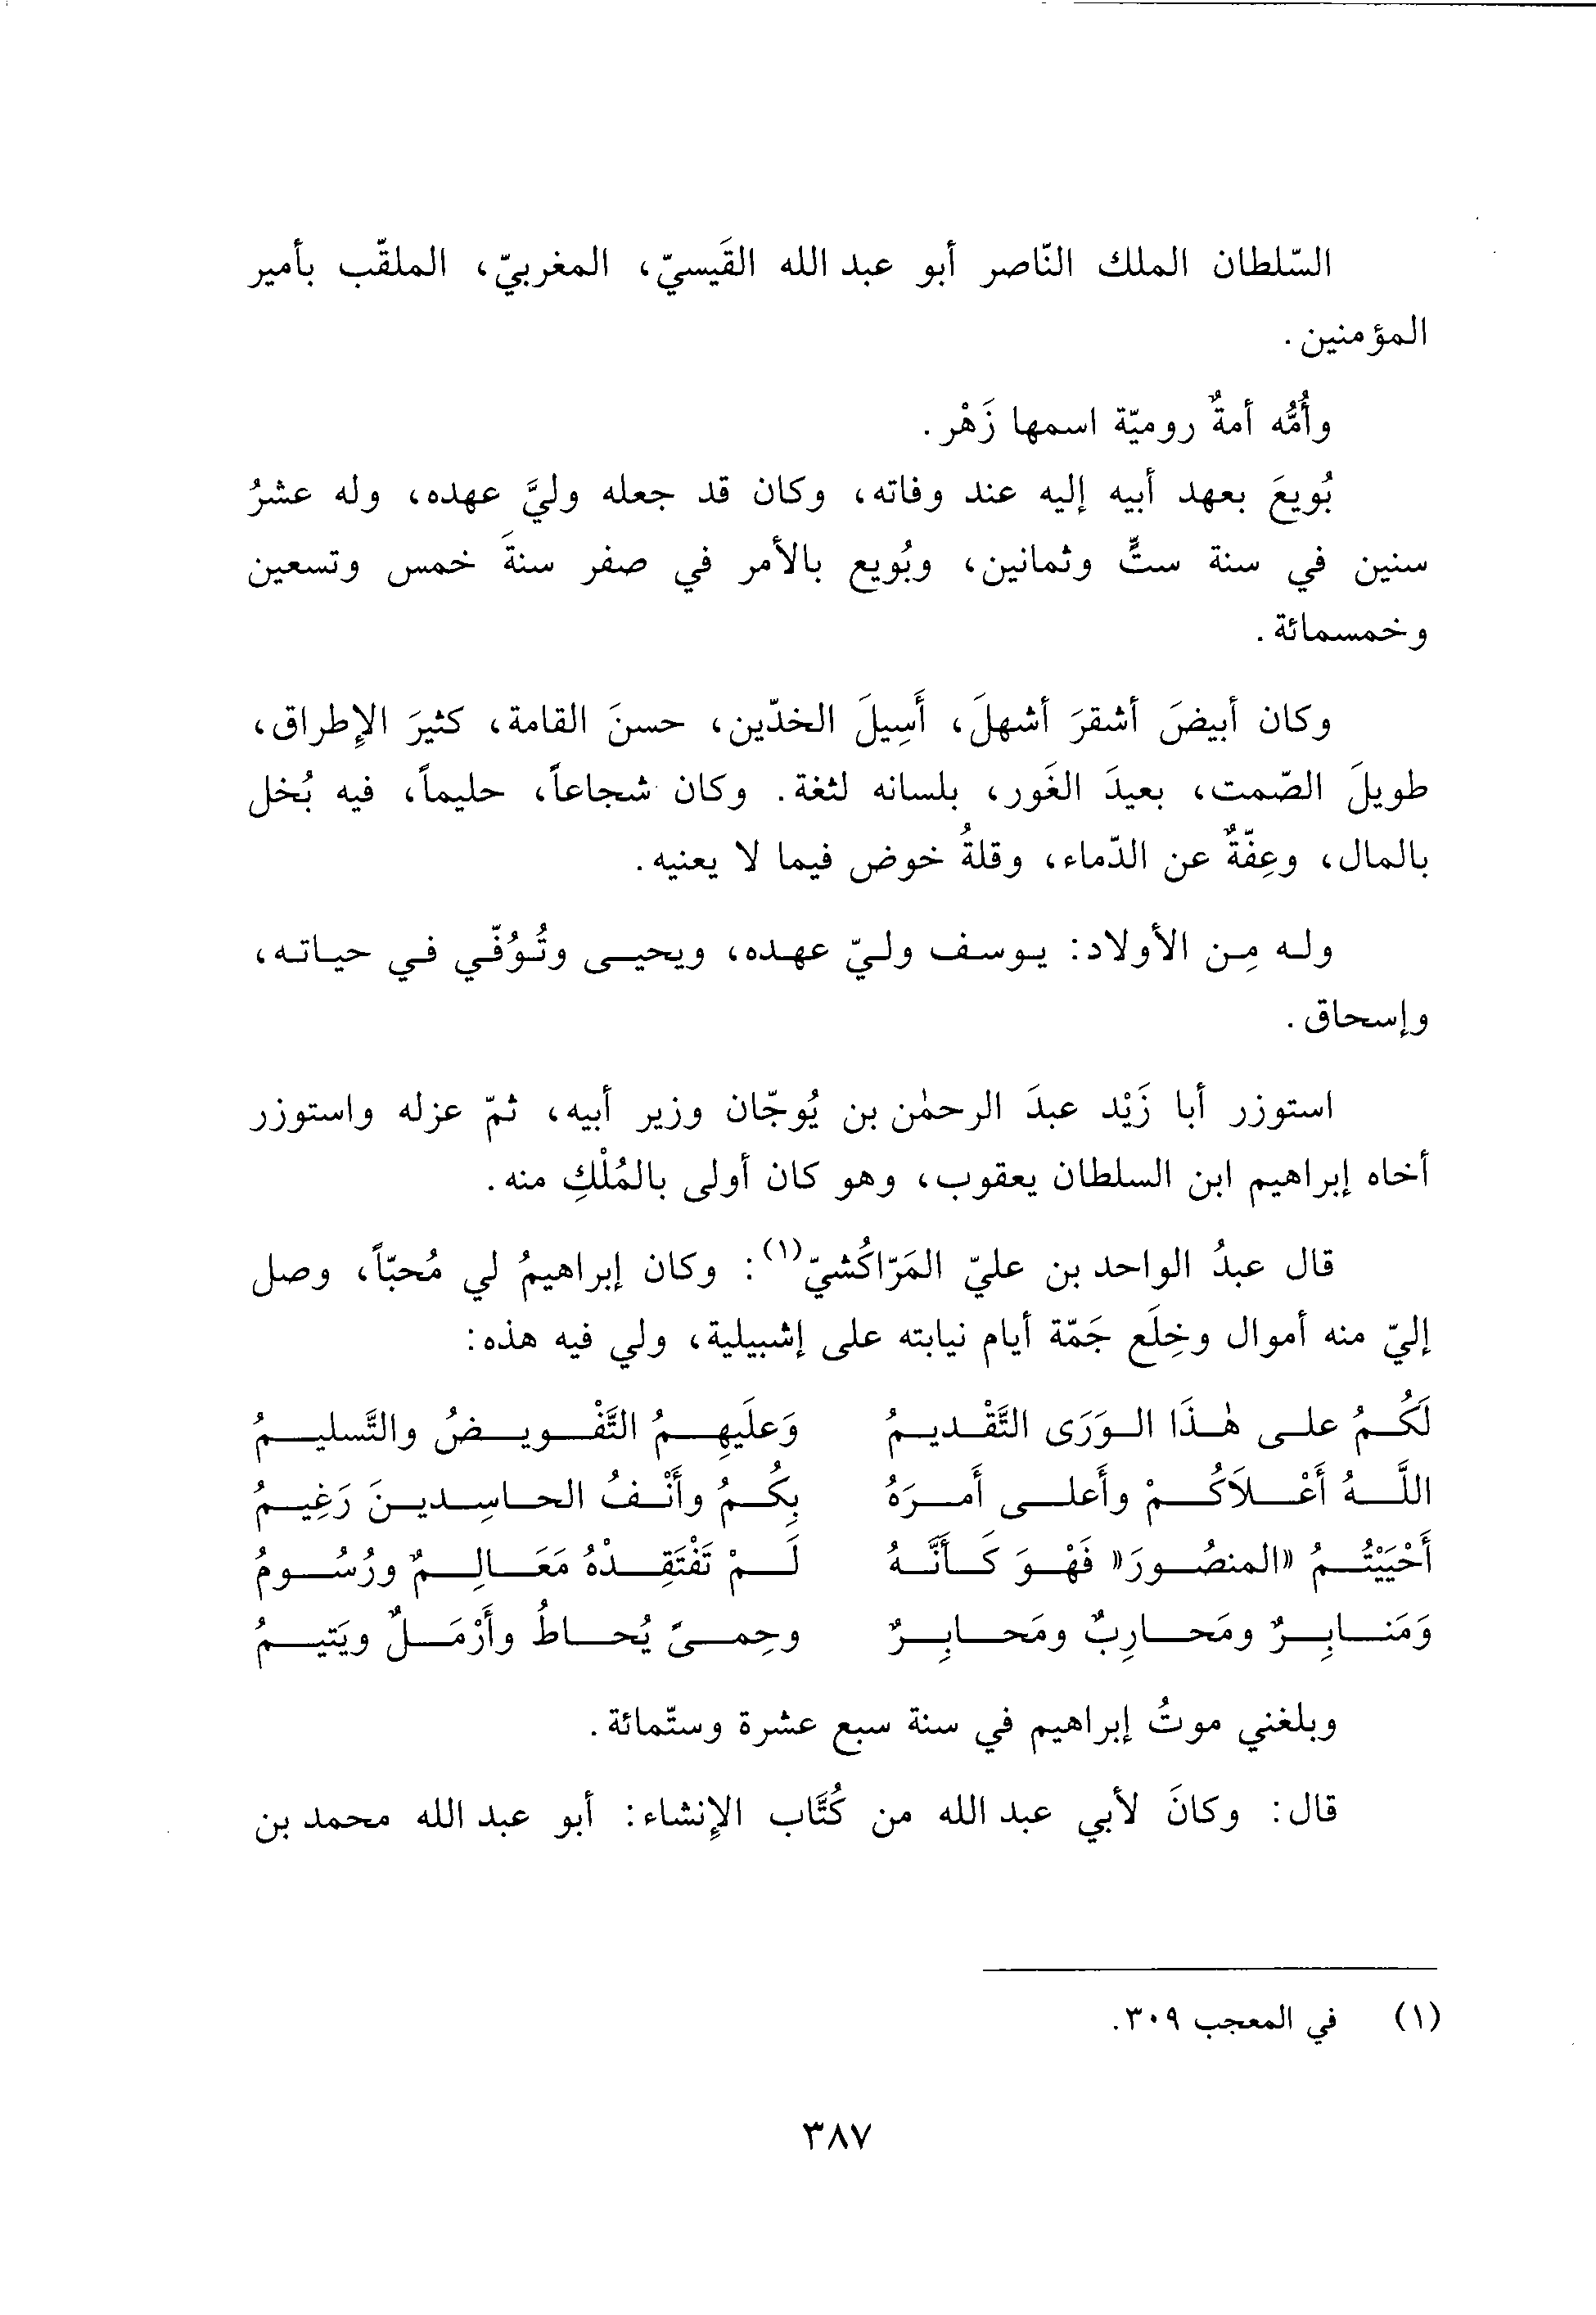 السّلطان الملك النّاصر أبو عبد الله القَيسيّ، المغربيّ، الملقّب بأمير
المؤمنين.
وأُمُّه أمةٌ روميّة اسمها زَهْر.
بُويعَ بعهد أبيه إليه عند وفاته، وكان قد جعله وليَّ عهده، وله عشرُ
سنين في سنة ستٍّ وثمانين، وبُويع بالأمر في صفر سنةَ خمس وتسعين
وخمسمائة.
وكان أبيضَ أشقرَ أشهلَ، أَسِيلَ الخدّين، حسنَ القامة، كثيرَ الإطراق،
طويلَ الصّمت، بعيدَ الغَور، بلسانه لثغة. وكان شجاعاً، حليماً، فيه بُخل
بالمال، وعِفّةٌ عن الدّماء، وقلةُ خوض فيما لا يعنيه.
وله مِن الأولاد: يوسف وليّ عهده، ويحيى وتُوُفّي في حياته،
وإسحاق.
استوزر أبا زَيْد عبدَ الرحمٰن بن يُوجّان وزير أبيه، ثمّ عزله واستوزر
أخاه إبراهيم ابن السلطان يعقوب، وهو كان أولى بالمُلْكِ منه.
قال عبدُ الواحد بن عليّ المَرّاكُشيّ(١): وكان إبراهيمُ لي مُحبّاً، وصل
إليّ منه أموال وخِلَع جَمّة أيام نيابته على إشبيلية، ولي فيه هذه:
لَكُمُ على هٰذَا الوَرَى التَّقْديمُ وَعلَيهِمُ التَّفْويضُ والتَّسليمُ
اللَّهُ أَعْلاَكُمْ وأَعلى أَمرَهُ بِكُمُ وأَنْفُ الحاسِدينَ رَغِيمُ
أَحْيَيْتُمُ «المنصُورَ« فَهْوَ كَأَنَّهُ لَمْ تَفْتَقِدْهُ مَعَالِمٌ ورُسُومُ
وَمَنابِرٌ ومَحارِبٌ ومَحابِرٌ وحِمىً يُحاطُ وأَرْمَلٌ ويَتيمُ
وبلغني موتُ إبراهيم في سنة سبع عشرة وستّمائة.
قال: وكانَ لأبي عبد الله من كُتَّاب الإنشاء: أبو عبد الله محمد بن
(١) في المعجب ٣٠٩.
٣٨٧